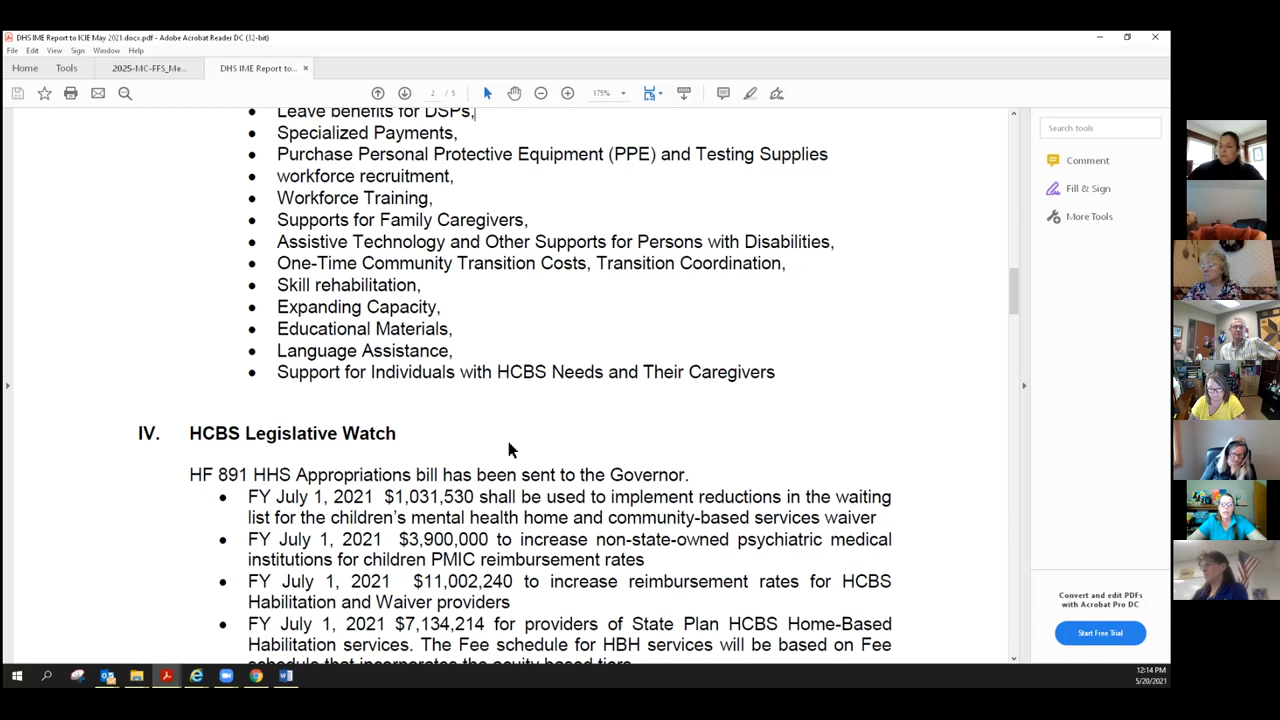 DHS IME Report to ICIE May 2021.docx.pdf - Adobe Acrobat Reader DC (32-bit)
File Edit View Sign Window Help
Home Tools 2025-MC-FFS_Me... DHS IME Report to... ×
2 / 5 175%
• Leave benefits for DSPs,
• Specialized Payments,
• Purchase Personal Protective Equipment (PPE) and Testing Supplies
• workforce recruitment,
• Workforce Training,
• Supports for Family Caregivers,
• Assistive Technology and Other Supports for Persons with Disabilities,
• One-Time Community Transition Costs, Transition Coordination,
• Skill rehabilitation,
• Expanding Capacity,
• Educational Materials,
• Language Assistance,
• Support for Individuals with HCBS Needs and Their Caregivers
IV. HCBS Legislative Watch
HF 891 HHS Appropriations bill has been sent to the Governor.
• FY July 1, 2021 $1,031,530 shall be used to implement reductions in the waiting
list for the children's mental health home and community-based services waiver
• FY July 1, 2021 $3,900,000 to increase non-state-owned psychiatric medical
institutions for children PMIC reimbursement rates
• FY July 1, 2021 $11,002,240 to increase reimbursement rates for HCBS
Habilitation and Waiver providers
• FY July 1, 2021 $7,134,214 for providers of State Plan HCBS Home-Based
Habilitation services. The Fee schedule for HBH services will be based on Fee
schedule that incorporates the acuity based tiers
Search tools
Comment
Fill & Sign
More Tools
Convert and edit PDFs
with Acrobat Pro DC
Start Free Trial
12:14 PM
5/20/2021